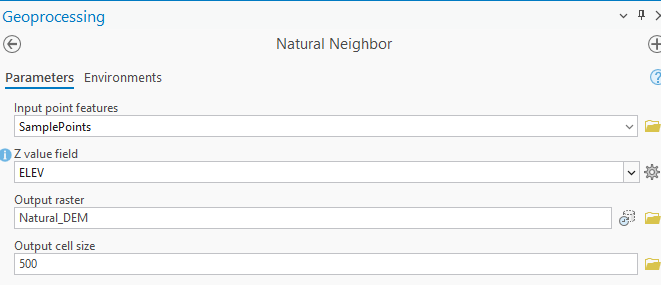 Geoprocessing
Natural Neighbor
Parameters Environments
Input point features
SamplePoints
Z value field
ELEV
Output raster
Natural_DEM
Output cell size
500